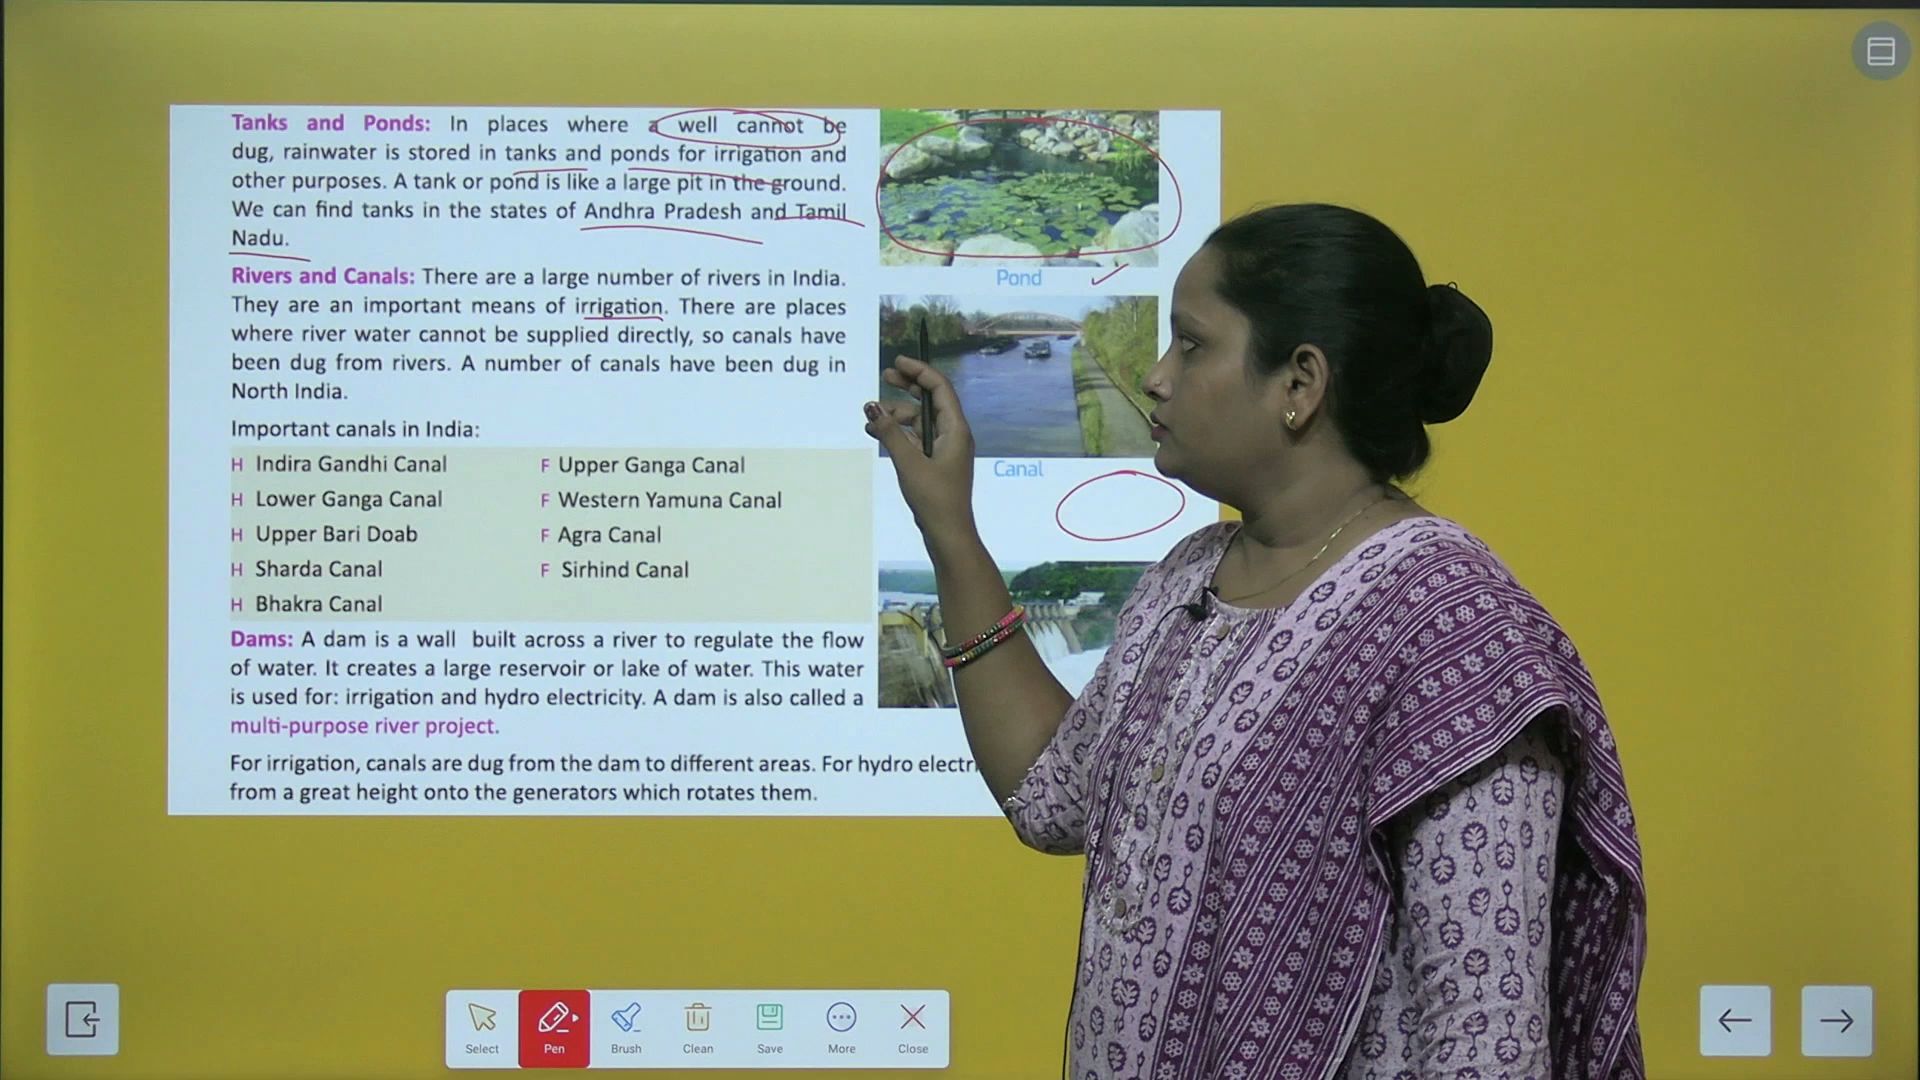 Tanks and Ponds: In places where a well cannot be
dug, rainwater is stored in tanks and ponds for irrigation and
other purposes. A tank or pond is like a large pit in the ground.
We can find tanks in the states of Andhra Pradesh and Tamil
Nadu.
Pond
Rivers and Canals: There are a large number of rivers in India.
They are an important means of irrigation. There are places
where river water cannot be supplied directly, so canals have
been dug from rivers. A number of canals have been dug in
North India.
Canal
Important canals in India:
H Indira Gandhi Canal F Upper Ganga Canal
H Lower Ganga Canal F Western Yamuna Canal
H Upper Bari Doab F Agra Canal
H Sharda Canal F Sirhind Canal
H Bhakra Canal
Dams: A dam is a wall built across a river to regulate the flow
of water. It creates a large reservoir or lake of water. This water
is used for: irrigation and hydro electricity. A dam is also called a
multi-purpose river project.
For irrigation, canals are dug from the dam to different areas. For hydro
from a great height onto the generators which rotates them.
Select Pen Brush Clean Save More Close